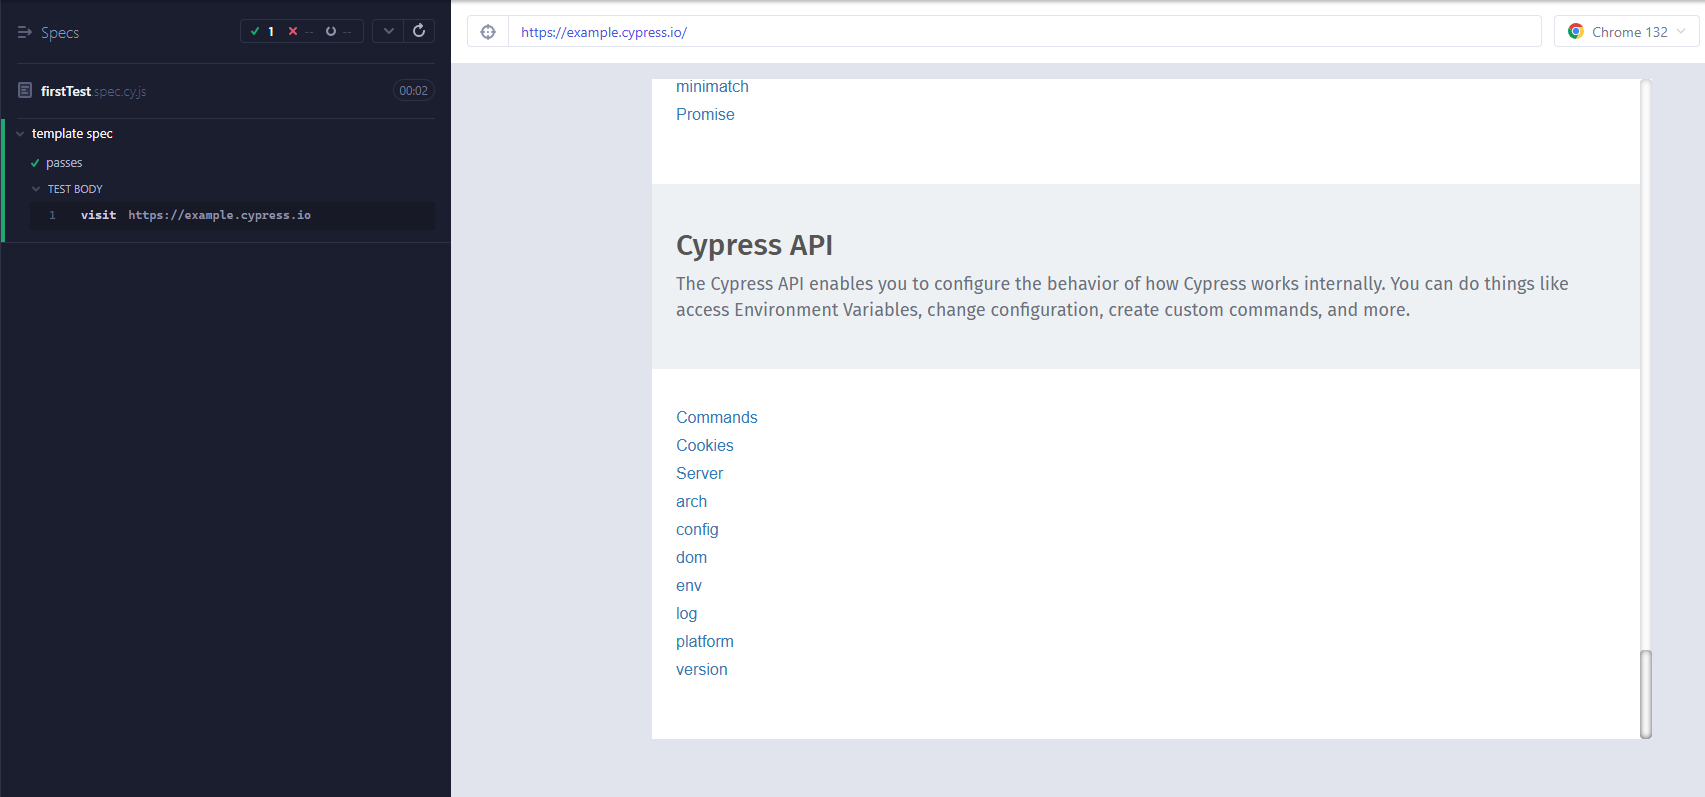 Specs
1 -- --
firstTest.spec.cy.js
00:02
template spec
passes
TEST BODY
1 visit https://example.cypress.io
https://example.cypress.io/
Chrome 132
minimatch
Promise
Cypress API
The Cypress API enables you to configure the behavior of how Cypress works internally. You can do things like
access Environment Variables, change configuration, create custom commands, and more.
Commands
Cookies
Server
arch
config
dom
env
log
platform
version